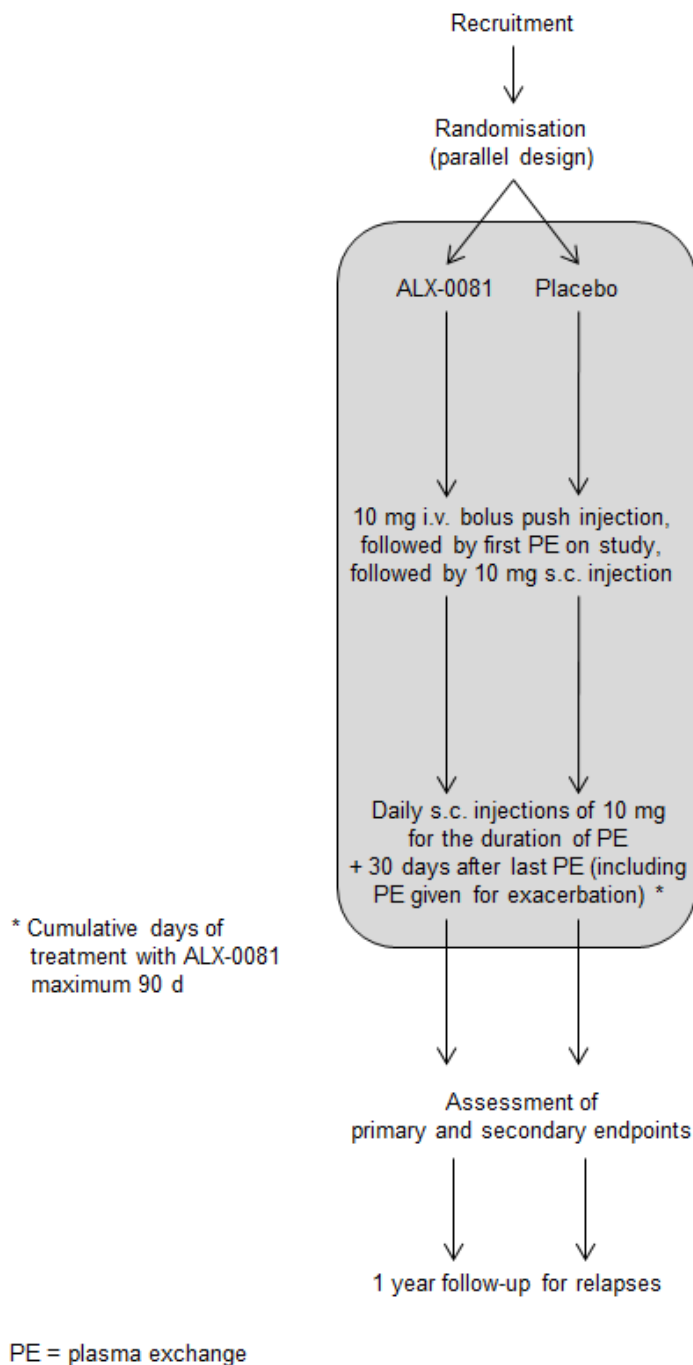 Recruitment
Randomisation
(parallel design)
ALX-0081 Placebo
10 mg i.v. bolus push injection,
followed by first PE on study,
followed by 10 mg s.c. injection
Daily s.c. injections of 10 mg
for the duration of PE
+ 30 days after last PE (including
PE given for exacerbation) *
* Cumulative days of
treatment with ALX-0081
maximum 90 d
Assessment of
primary and secondary endpoints
1 year follow-up for relapses
PE = plasma exchange